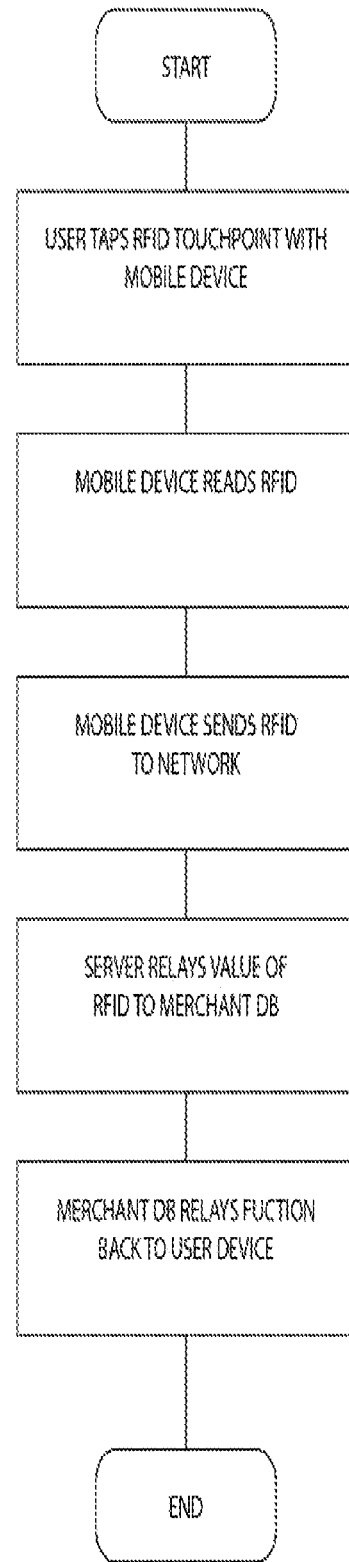 START
USER TAPS RFID TOUCHPOINT WITH
MOBILE DEVICE
MOBILE DEVICE READS RFID
MOBILE DEVICE SENDS RFID
TO NETWORK
SERVER RELAYS VALUE OF
RFID TO MERCHANT DB
MERCHANT DB RELAYS FUCTION
BACK TO USER DEVICE
END